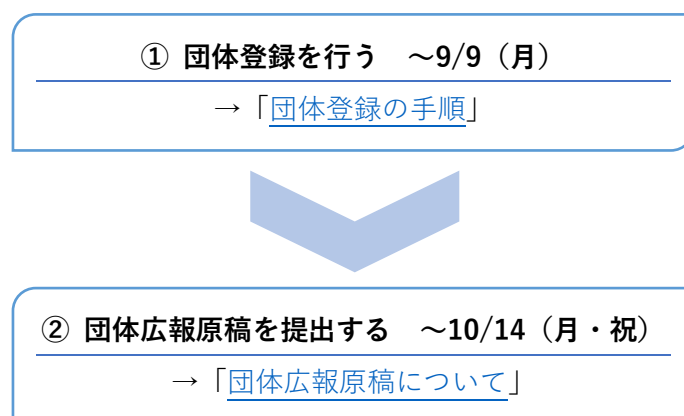 ① 団体登録を行う　～9/9（月）
→「団体登録の手順」
② 団体広報原稿を提出する　～10/14（月・祝）
→「団体広報原稿について」